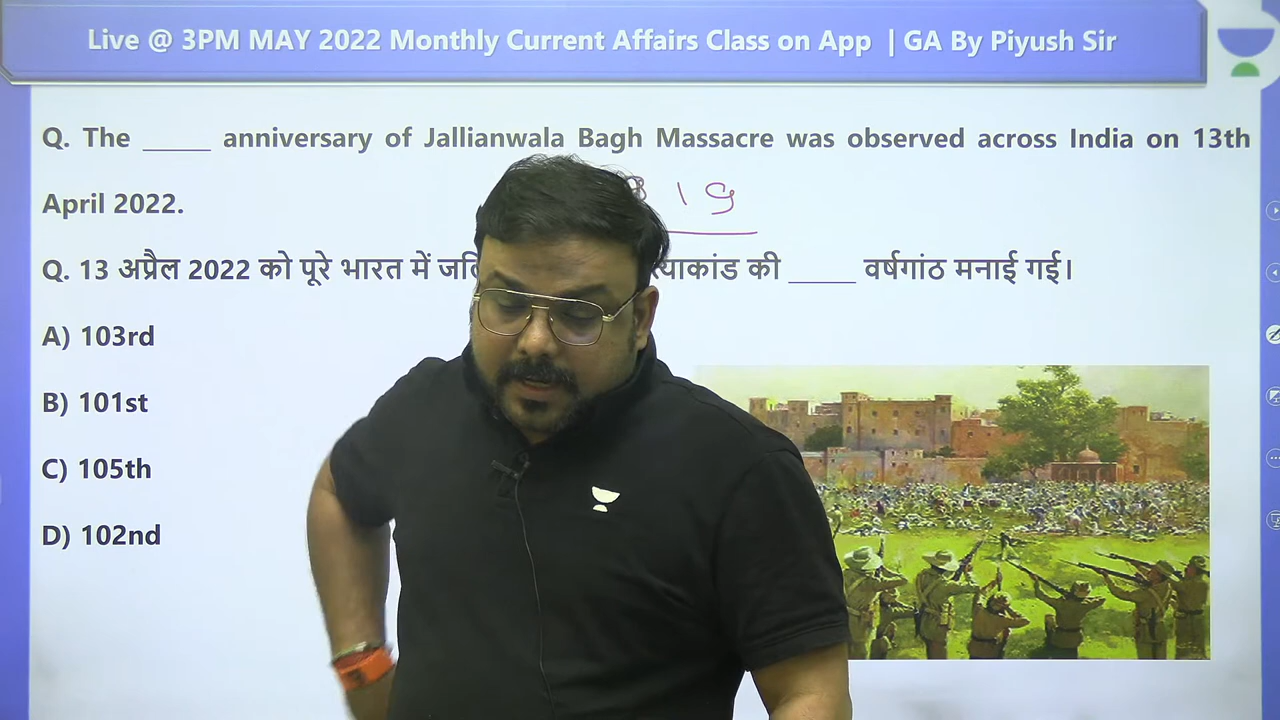 Live @ 3PM MAY 2022 Monthly Current Affairs Class on App | GA By Piyush Sir
Q. The _____ anniversary of Jallianwala Bagh Massacre was observed across India on 13th
April 2022.
19
Q. 13 अप्रैल 2022 को पूरे भारत में की _____ वर्षगांठ मनाई गई।
A) 103rd
B) 101st
C) 105th
D) 102nd